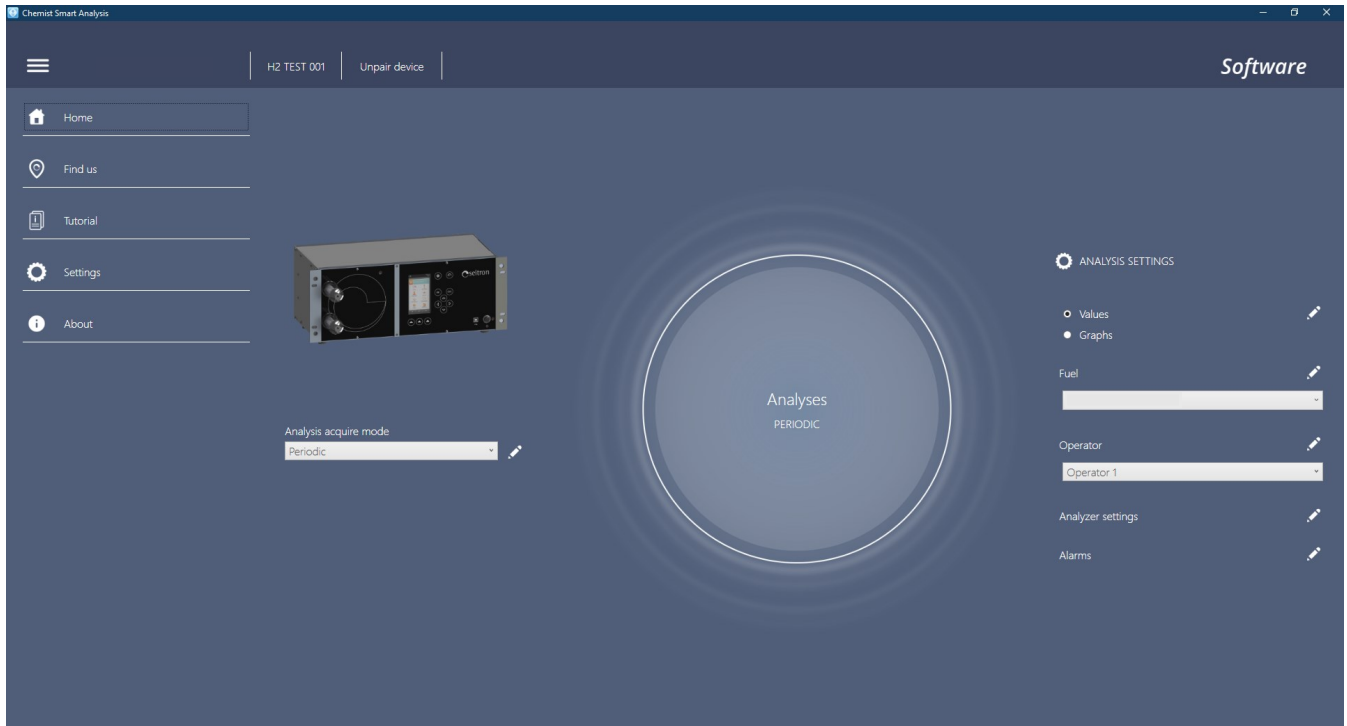 Chemist Smart Analysis
H2 TEST 001
Unpair device
Software
Home
Find us
Tutorial
Settings
About
seitron
Analysis acquire mode
Periodic
Analyses
PERIODIC
ANALYSIS SETTINGS
Values
Graphs
Fuel
Operator
Operator 1
Analyzer settings
Alarms